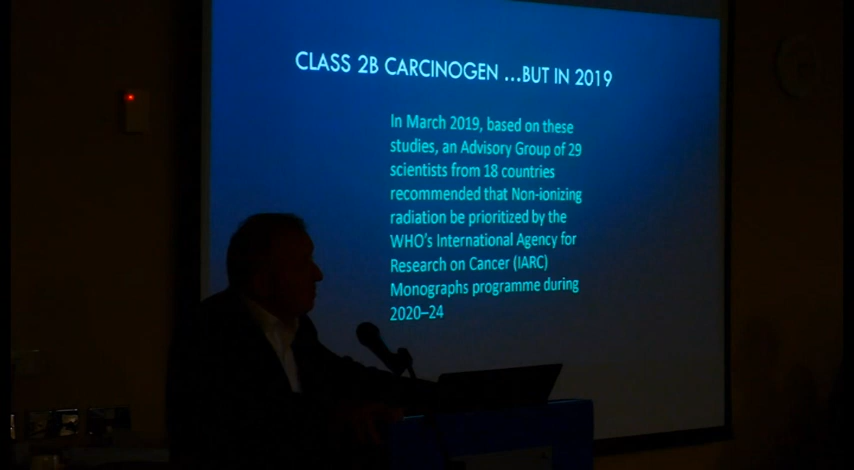 CLASS 2B CARCINOGEN ...BUT IN 2019
In March 2019, based on these
studies, an Advisory Group of 29
scientists from 18 countries
recommended that Non-ionizing
radiation be prioritized by the
WHO's International Agency for
Research on Cancer (IARC)
Monographs programme during
2020–24